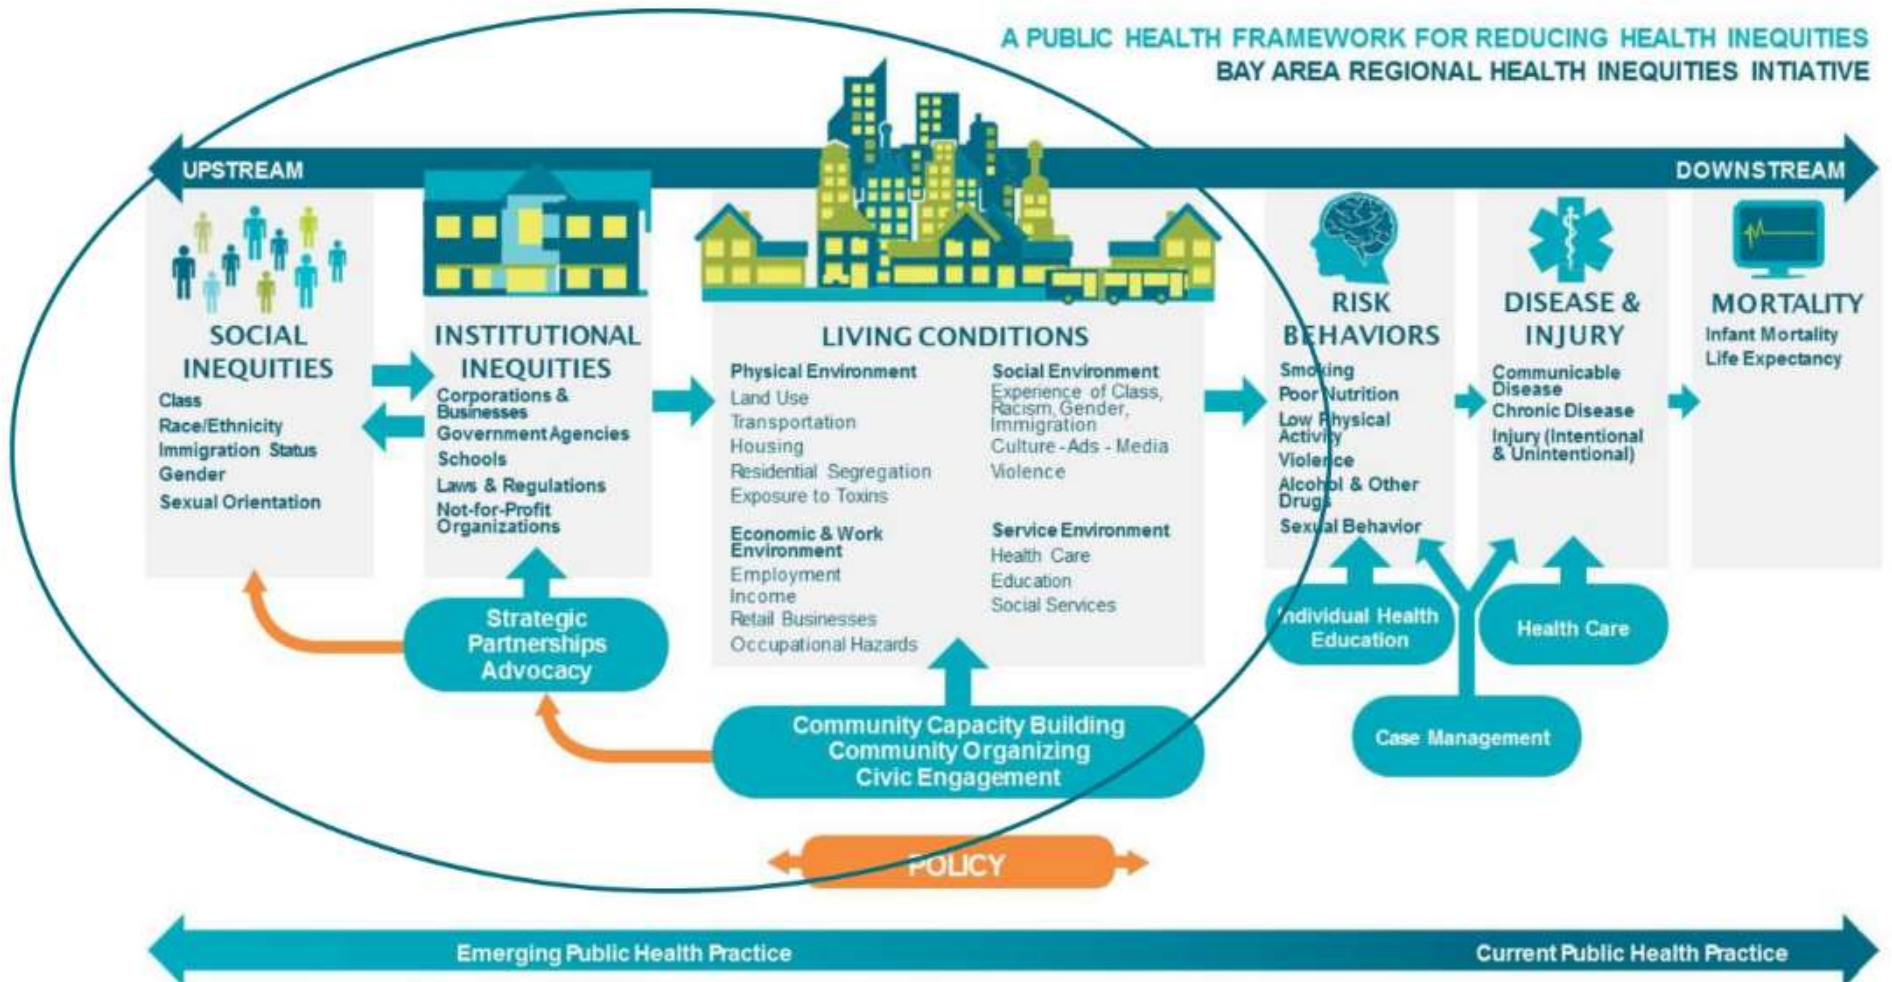 A PUBLIC HEALTH FRAMEWORK FOR REDUCING HEALTH INEQUITIES
BAY AREA REGIONAL HEALTH INEQUITIES INTIATIVE
UPSTREAM
DOWNSTREAM
SOCIAL
INEQUITIES
Class
Race/Ethnicity
Immigration Status
Gender
Sexual Orientation
INSTITUTIONAL
INEQUITIES
Corporations &
Businesses
Government Agencies
Schools
Laws & Regulations
Not-for-Profit
Organizations
LIVING CONDITIONS
Physical Environment
Land Use
Transportation
Housing
Residential Segregation
Exposure to Toxins
Economic & Work
Environment
Employment
Income
Retail Businesses
Occupational Hazards
Social Environment
Experience of Class,
Racism, Gender,
Immigration
Culture - Ads - Media
Violence
Service Environment
Health Care
Education
Social Services
RISK
BEHAVIORS
Smoking
Poor Nutrition
Low Physical
Activity
Violence
Alcohol & Other
Drugs
Sexual Behavior
DISEASE &
INJURY
Communicable
Disease
Chronic Disease
Injury (Intentional
& Unintentional)
MORTALITY
Infant Mortality
Life Expectancy
Strategic
Partnerships
Advocacy
Community Capacity Building
Community Organizing
Civic Engagement
Individual Health
Education
Health Care
Case Management
POLICY
Emerging Public Health Practice
Current Public Health Practice